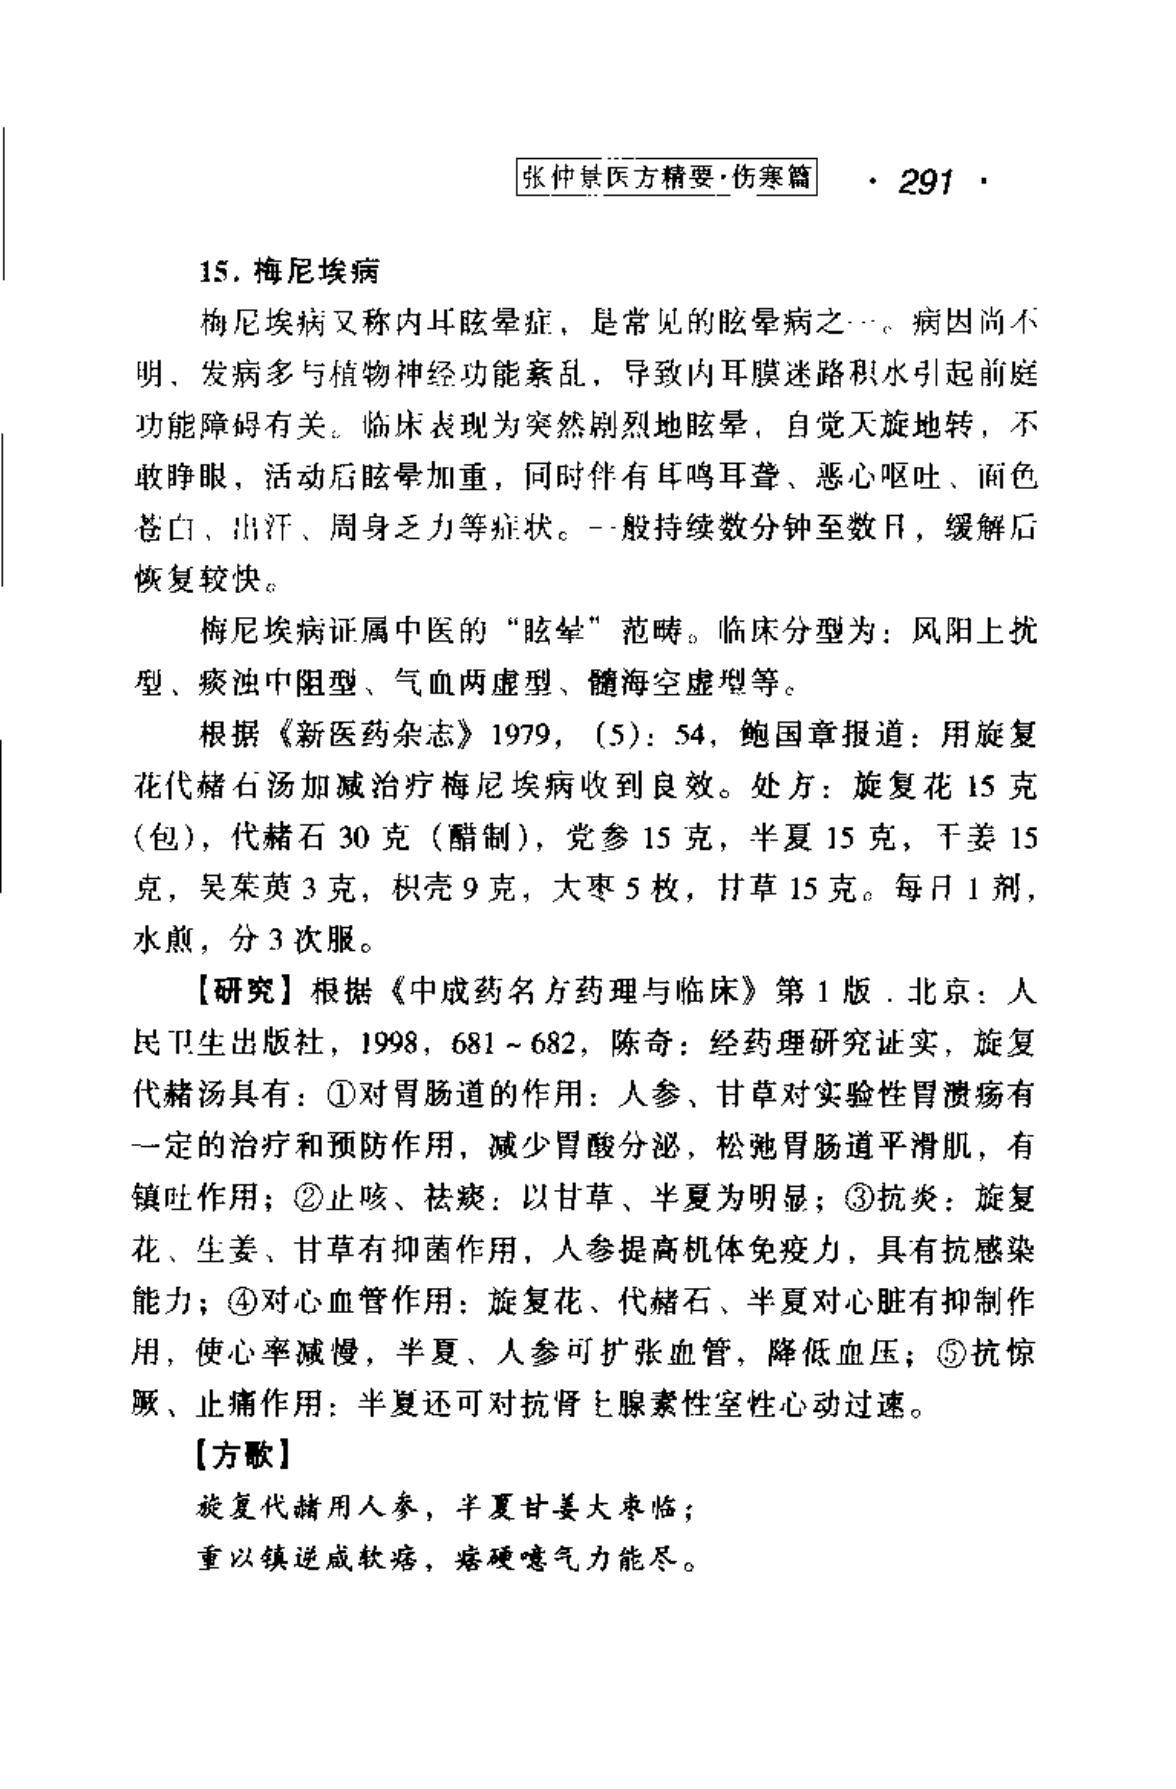 张仲景医方精要·伤寒篇 · 291 ·
15. 梅尼埃病
梅尼埃病又称内耳眩晕症，是常见的眩晕病之一。病因尚不
明、发病多与植物神经功能紊乱，导致内耳膜迷路积水引起前庭
功能障碍有关。临床表现为突然剧烈地眩晕，自觉天旋地转，不
敢睁眼，活动后眩晕加重，同时伴有耳鸣耳聋、恶心呕吐、面色
苍白、出汗、周身乏力等症状。一般持续数分钟至数日，缓解后
恢复较快。
梅尼埃病证属中医的“眩晕”范畴。临床分型为：风阳上扰
型、痰浊中阻型、气血两虚型、髓海空虚型等。
根据《新医药杂志》1979，（5）：54，鲍国章报道：用旋复
花代赭石汤加减治疗梅尼埃病收到良效。处方：旋复花 15 克
（包），代赭石 30 克（醋制），党参 15 克，半夏 15 克，干姜 15
克，吴茱萸 3 克，枳壳 9 克，大枣 5 枚，甘草 15 克。每日 1 剂，
水煎，分 3 次服。
【研究】根据《中成药名方药理与临床》第 1 版．北京：人
民卫生出版社，1998，681～682，陈奇：经药理研究证实，旋复
代赭汤具有：①对胃肠道的作用：人参、甘草对实验性胃溃疡有
一定的治疗和预防作用，减少胃酸分泌，松弛胃肠道平滑肌，有
镇吐作用；②止咳、祛痰：以甘草、半夏为明显；③抗炎：旋复
花、生姜、甘草有抑菌作用，人参提高机体免疫力，具有抗感染
能力；④对心血管作用：旋复花、代赭石、半夏对心脏有抑制作
用，使心率减慢，半夏、人参可扩张血管，降低血压；⑤抗惊
厥、止痛作用：半夏还可对抗肾上腺素性室性心动过速。
【方歌】
旋复代赭用人参，半夏甘姜大枣临；
重以镇逆咸软痞，痞硬噫气力能尽。